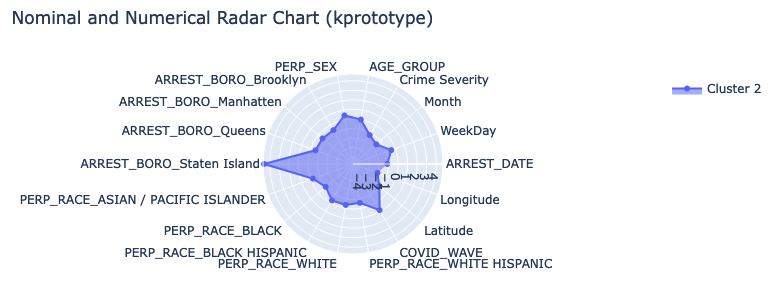 Nominal and Numerical Radar Chart (kprototype)
PERP_SEX
AGE_GROUP
ARREST_BORO_Brooklyn
Crime Severity
ARREST_BORO_Manhatten
Month
ARREST_BORO_Queens
WeekDay
Cluster 2
ARREST_BORO_Staten Island
ARREST_DATE
−4
−3
−2
−1
0
1
2
3
4
PERP_RACE_ASIAN / PACIFIC ISLANDER
Longitude
PERP_RACE_BLACK
Latitude
PERP_RACE_BLACK HISPANIC
COVID_WAVE
PERP_RACE_WHITE
PERP_RACE_WHITE HISPANIC